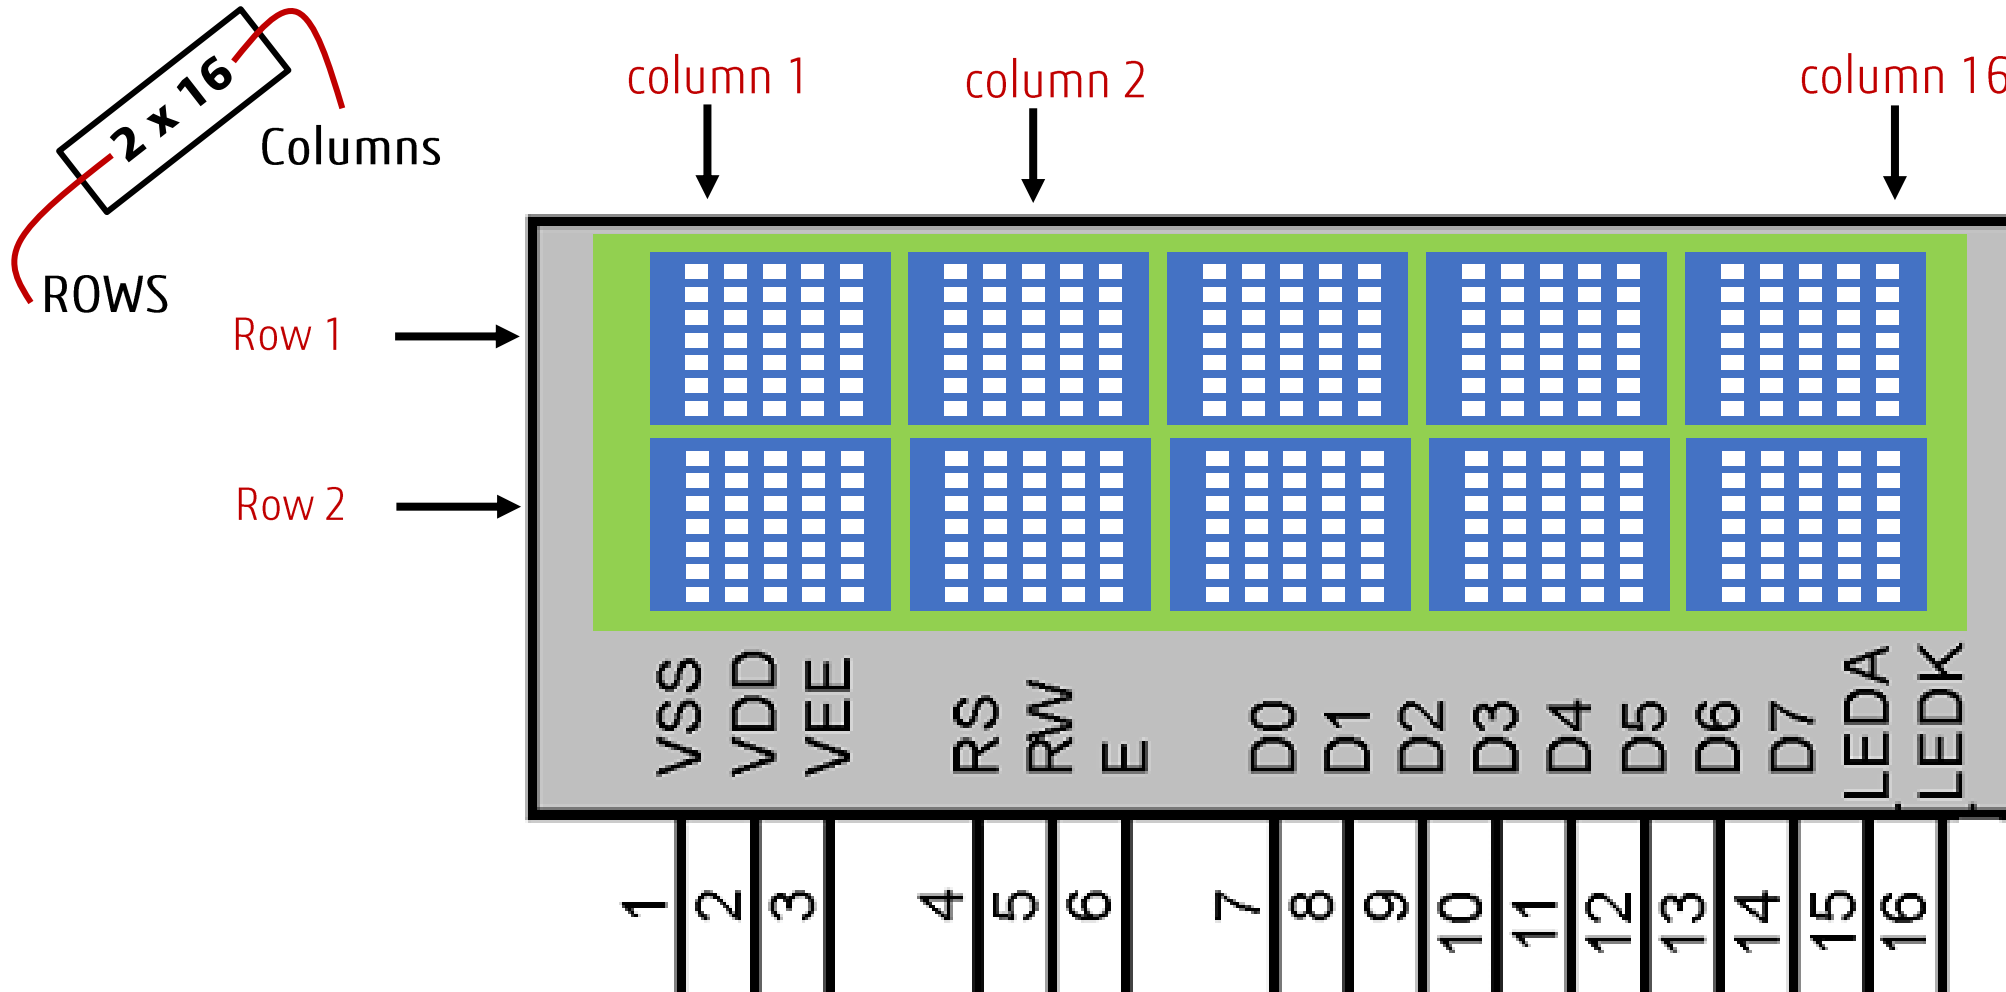 2 x 16
Columns
ROWS
column 1
column 2
column 16
Row 1
Row 2
VSS
VDD
VEE
RS
RW
E
D0
D1
D2
D3
D4
D5
D6
D7
LEDA
LEDK
1
2
3
4
5
6
7
8
9
10
11
12
13
14
15
16